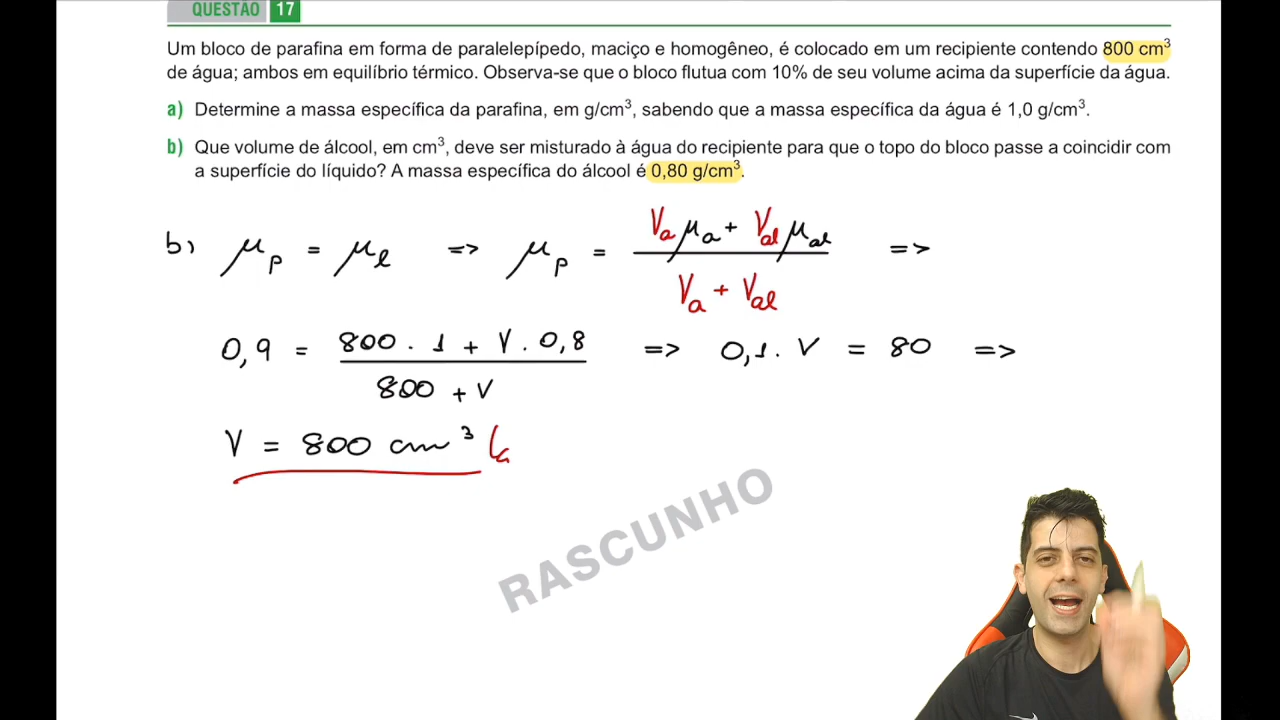 QUESTÃO 17
Um bloco de parafina em forma de paralelepípedo, maciço e homogêneo, é colocado em um recipiente contendo 800 cm³
de água; ambos em equilíbrio térmico. Observa-se que o bloco flutua com 10% de seu volume acima da superfície da água.
a) Determine a massa específica da parafina, em g/cm³, sabendo que a massa específica da água é 1,0 g/cm³.
b) Que volume de álcool, em cm³, deve ser misturado à água do recipiente para que o topo do bloco passe a coincidir com
a superfície do líquido? A massa específica do álcool é 0,80 g/cm³.
b) μp = μl => μp = (Va μa + Val μal) / (Va + Val) =>
0,9 = (800 . 1 + V . 0,8) / (800 + V) => 0,1 . V = 80 =>
V = 800 cm³
RASCUNHO